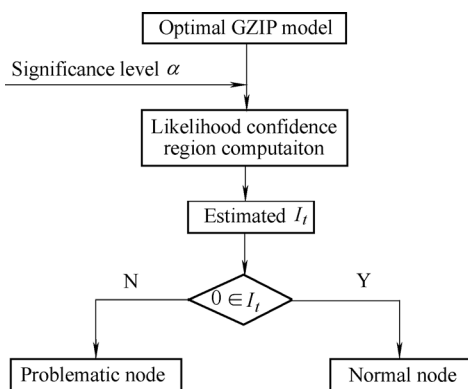 Optimal GZIP model
Significance level α
Likelihood confidence
region computaiton
Estimated I_t
N
Y
0 ∈ I_t
Problematic node
Normal node